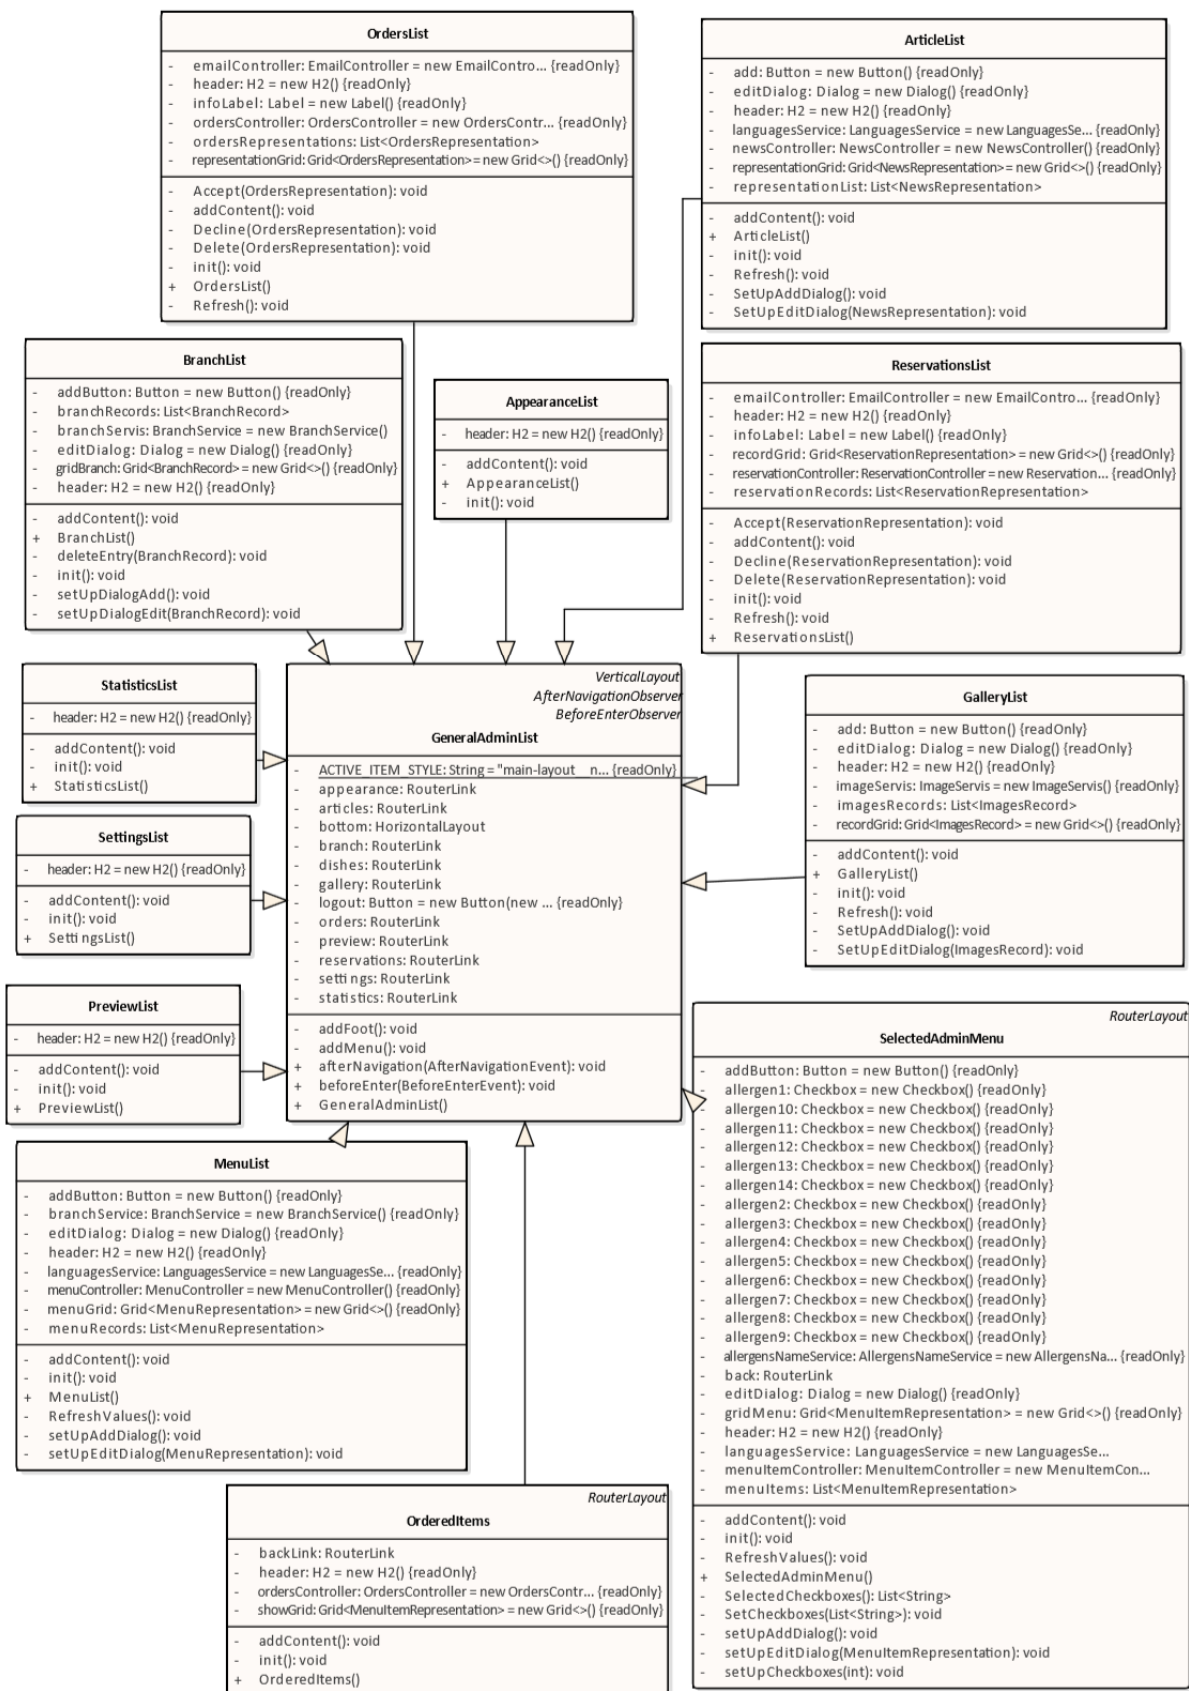 OrdersList
- emailController: EmailController = new EmailContro... {readOnly}
- header: H2 = new H2() {readOnly}
- infoLabel: Label = new Label() {readOnly}
- ordersController: OrdersController = new OrdersContr... {readOnly}
- ordersRepresentations: List<OrdersRepresentation>
- representationGrid: Grid<OrdersRepresentation>= new Grid<>() {readOnly}
- Accept(OrdersRepresentation): void
- addContent(): void
- Decline(OrdersRepresentation): void
- Delete(OrdersRepresentation): void
- init(): void
+ OrdersList()
- Refresh(): void
ArticleList
- add: Button = new Button() {readOnly}
- editDialog: Dialog = new Dialog() {readOnly}
- header: H2 = new H2() {readOnly}
- languagesService: LanguagesService = new LanguagesSe... {readOnly}
- newsController: NewsController = new NewsController() {readOnly}
- representationGrid: Grid<NewsRepresentation>= new Grid<>() {readOnly}
- representationList: List<NewsRepresentation>
- addContent(): void
+ ArticleList()
- init(): void
- Refresh(): void
- SetUpAddDialog(): void
- SetUpEditDialog(NewsRepresentation): void
BranchList
- addButton: Button = new Button() {readOnly}
- branchRecords: List<BranchRecord>
- branchServis: BranchService = new BranchService()
- editDialog: Dialog = new Dialog() {readOnly}
- gridBranch: Grid<BranchRecord> = new Grid<>() {readOnly}
- header: H2 = new H2() {readOnly}
- addContent(): void
+ BranchList()
- deleteEntry(BranchRecord): void
- init(): void
- setUpDialogAdd(): void
- setUpDialogEdit(BranchRecord): void
AppearanceList
- header: H2 = new H2() {readOnly}
- addContent(): void
+ AppearanceList()
- init(): void
ReservationsList
- emailController: EmailController = new EmailContro... {readOnly}
- header: H2 = new H2() {readOnly}
- infoLabel: Label = new Label() {readOnly}
- recordGrid: Grid<ReservationRepresentation> = new Grid<>() {readOnly}
- reservationController: ReservationController = new Reservation... {readOnly}
- reservationRecords: List<ReservationRepresentation>
- Accept(ReservationRepresentation): void
- addContent(): void
- Decline(ReservationRepresentation): void
- Delete(ReservationRepresentation): void
- init(): void
- Refresh(): void
+ ReservationsList()
StatisticsList
- header: H2 = new H2() {readOnly}
- addContent(): void
- init(): void
+ StatisticsList()
VerticalLayout
AfterNavigationObserver
BeforeEnterObserver
GeneralAdminList
- ACTIVE_ITEM_STYLE: String = "main-layout__n... {readOnly}
- appearance: RouterLink
- articles: RouterLink
- bottom: HorizontalLayout
- branch: RouterLink
- dishes: RouterLink
- gallery: RouterLink
- logout: Button = new Button(new ... {readOnly}
- orders: RouterLink
- preview: RouterLink
- reservations: RouterLink
- settings: RouterLink
- statistics: RouterLink
- addFoot(): void
- addMenu(): void
+ afterNavigation(AfterNavigationEvent): void
+ beforeEnter(BeforeEnterEvent): void
+ GeneralAdminList()
GalleryList
- add: Button = new Button() {readOnly}
- editDialog: Dialog = new Dialog() {readOnly}
- header: H2 = new H2() {readOnly}
- imageServis: ImageServis = new ImageServis() {readOnly}
- imagesRecords: List<ImagesRecord>
- recordGrid: Grid<ImagesRecord> = new Grid<>() {readOnly}
- addContent(): void
+ GalleryList()
- init(): void
- Refresh(): void
- SetUpAddDialog(): void
- SetUpEditDialog(ImagesRecord): void
SettingsList
- header: H2 = new H2() {readOnly}
- addContent(): void
- init(): void
+ SettingsList()
PreviewList
- header: H2 = new H2() {readOnly}
- addContent(): void
- init(): void
+ PreviewList()
RouterLayout
SelectedAdminMenu
- addButton: Button = new Button() {readOnly}
- allergen1: Checkbox = new Checkbox() {readOnly}
- allergen10: Checkbox = new Checkbox() {readOnly}
- allergen11: Checkbox = new Checkbox() {readOnly}
- allergen12: Checkbox = new Checkbox() {readOnly}
- allergen13: Checkbox = new Checkbox() {readOnly}
- allergen14: Checkbox = new Checkbox() {readOnly}
- allergen2: Checkbox = new Checkbox() {readOnly}
- allergen3: Checkbox = new Checkbox() {readOnly}
- allergen4: Checkbox = new Checkbox() {readOnly}
- allergen5: Checkbox = new Checkbox() {readOnly}
- allergen6: Checkbox = new Checkbox() {readOnly}
- allergen7: Checkbox = new Checkbox() {readOnly}
- allergen8: Checkbox = new Checkbox() {readOnly}
- allergen9: Checkbox = new Checkbox() {readOnly}
- allergensNameService: AllergensNameService = new AllergensNa... {readOnly}
- back: RouterLink
- editDialog: Dialog = new Dialog() {readOnly}
- gridMenu: Grid<MenuItemRepresentation> = new Grid<>() {readOnly}
- header: H2 = new H2() {readOnly}
- languagesService: LanguagesService = new LanguagesSe...
- menuItemController: MenuItemController = new MenuItemCon...
- menuItems: List<MenuItemRepresentation>
- addContent(): void
- init(): void
- RefreshValues(): void
+ SelectedAdminMenu()
- SelectedCheckboxes(): List<String>
- SetCheckboxes(List<String>): void
- setUpAddDialog(): void
- setUpEditDialog(MenuItemRepresentation): void
- setUpCheckboxes(int): void
MenuList
- addButton: Button = new Button() {readOnly}
- branchService: BranchService = new BranchService() {readOnly}
- editDialog: Dialog = new Dialog() {readOnly}
- header: H2 = new H2() {readOnly}
- languagesService: LanguagesService = new LanguagesSe... {readOnly}
- menuController: MenuController = new MenuController() {readOnly}
- menuGrid: Grid<MenuRepresentation> = new Grid<>() {readOnly}
- menuRecords: List<MenuRepresentation>
- addContent(): void
- init(): void
+ MenuList()
- RefreshValues(): void
- setUpAddDialog(): void
- setUpEditDialog(MenuRepresentation): void
RouterLayout
OrderedItems
- backLink: RouterLink
- header: H2 = new H2() {readOnly}
- ordersController: OrdersController = new OrdersContr... {readOnly}
- showGrid: Grid<MenuItemRepresentation> = new Grid<>() {readOnly}
- addContent(): void
- init(): void
+ OrderedItems()